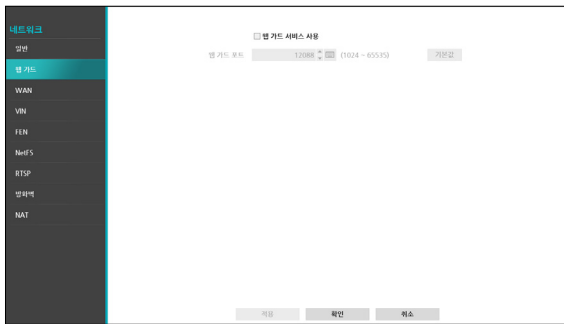 네트워크
일반
웹 가드
WAN
VIN
FEN
NetFS
RTSP
방화벽
NAT
웹 가드 서비스 사용
웹 가드 포트 12088 (1024 ~ 65535) 기본값
적용 확인 취소